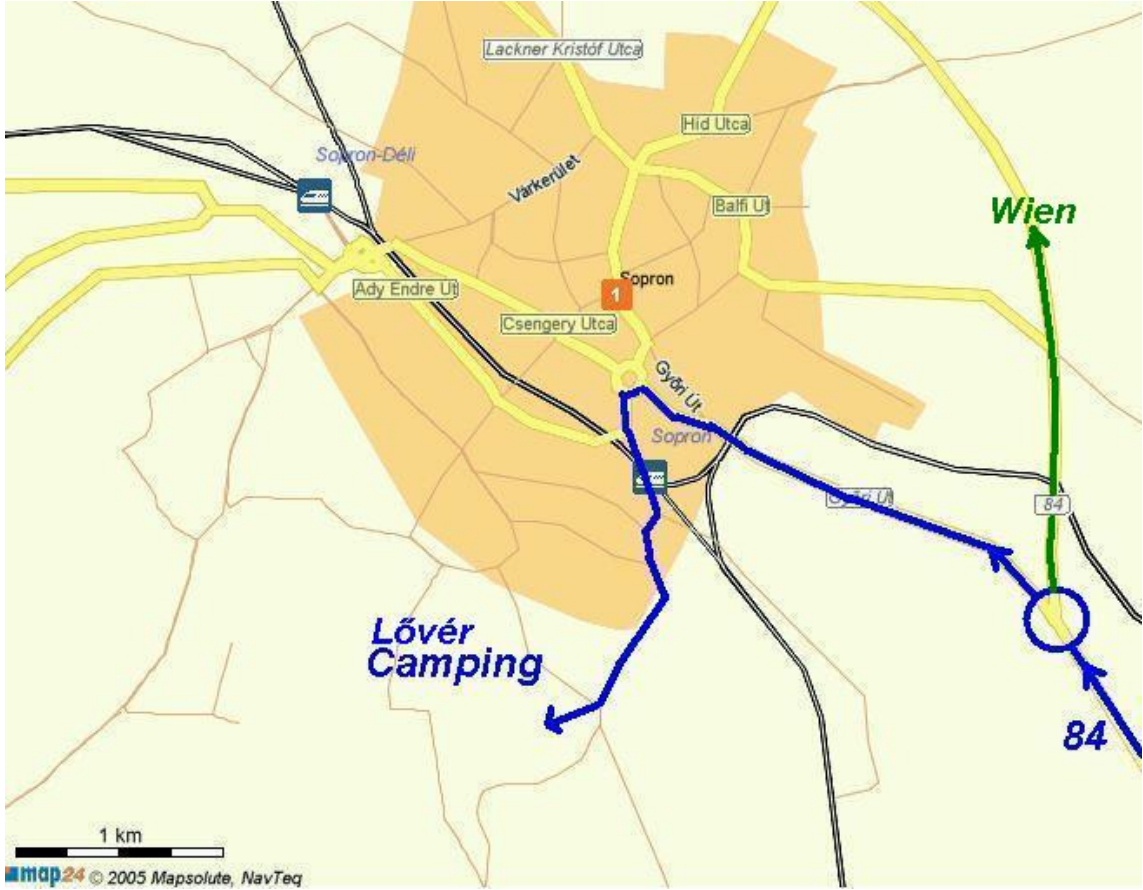 Lackner Kristóf Utca
Híd Utca
Sopron-Déli
Várkerület
Balfi Út
Wien
Sopron
1
Ady Endre Út
Csengery Utca
Győri Út
Sopron
Győri Út
84
Lővér
Camping
84
1 km
map24 © 2005 Mapsolute, NavTeq